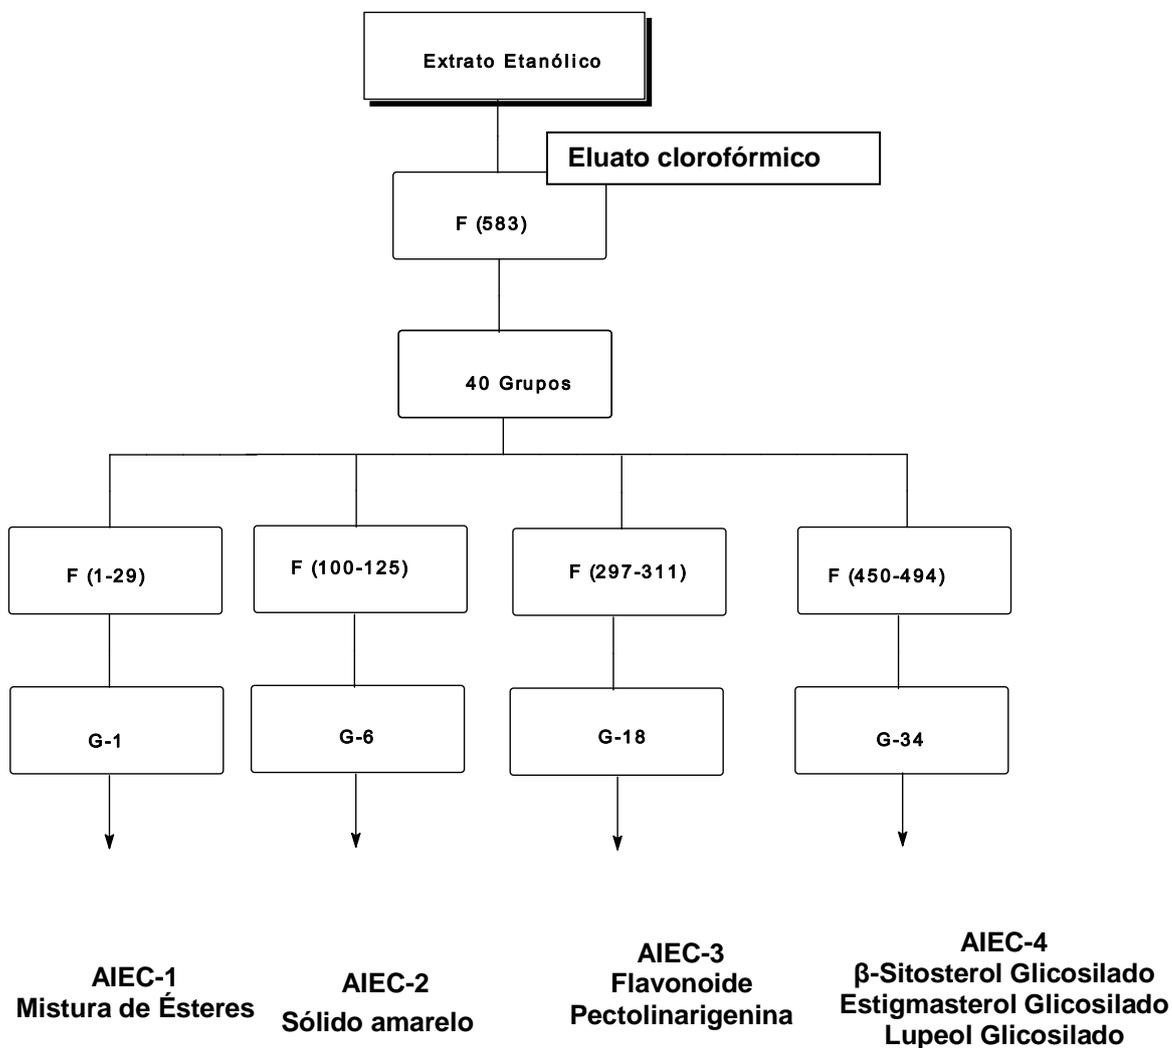 Extrato Etanólico
Eluato clorofórmico
F (583)
40 Grupos
F (1-29)
F (100-125)
F (297-311)
F (450-494)
G-1
G-6
G-18
G-34
AIEC-1
Mistura de Ésteres
AIEC-2
Sólido amarelo
AIEC-3
Flavonoide
Pectolinarigenina
AIEC-4
β-Sitosterol Glicosilado
Estigmasterol Glicosilado
Lupeol Glicosilado